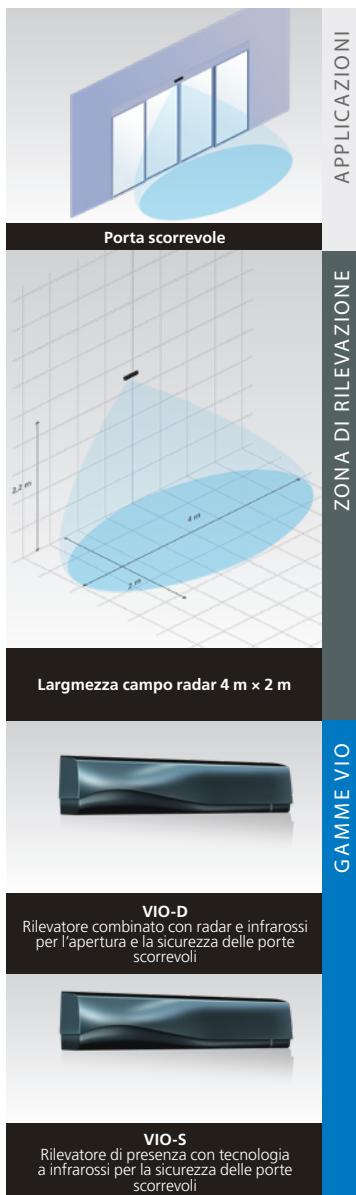 APPLICAZIONI
Porta scorrevole
ZONA DI RILEVAZIONE
2,2 m
4 m
2 m
Largmezza campo radar 4 m × 2 m
GAMME VIO
VIO-D
Rilevatore combinato con radar e infrarossi
per l'apertura e la sicurezza delle porte
scorrevoli
VIO-S
Rilevatore di presenza con tecnologia
a infrarossi per la sicurezza delle porte
scorrevoli